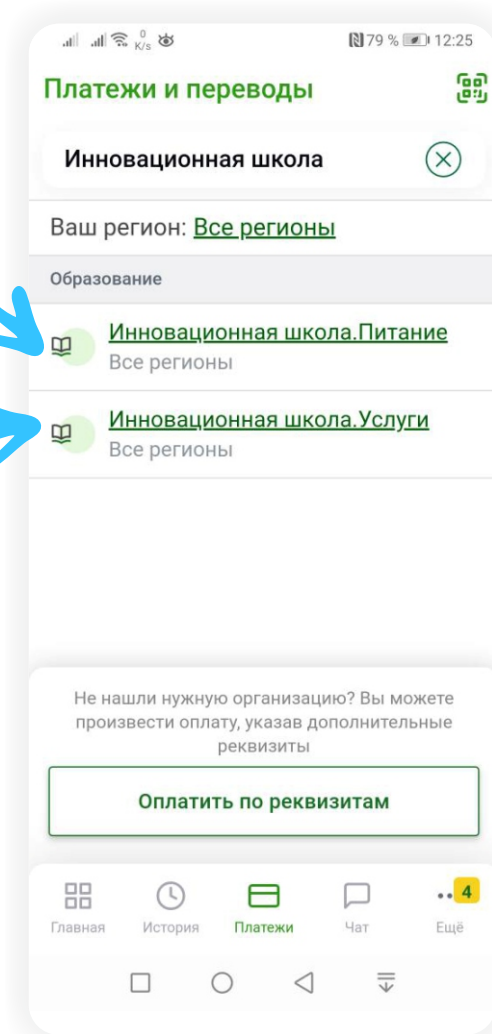 0
K/s
79 % 12:25
Платежи и переводы
Инновационная школа
Ваш регион: Все регионы
Образование
Инновационная школа.Питание
Все регионы
Инновационная школа.Услуги
Все регионы
Не нашли нужную организацию? Вы можете
произвести оплату, указав дополнительные
реквизиты
Оплатить по реквизитам
4
Главная История Платежи Чат Ещё